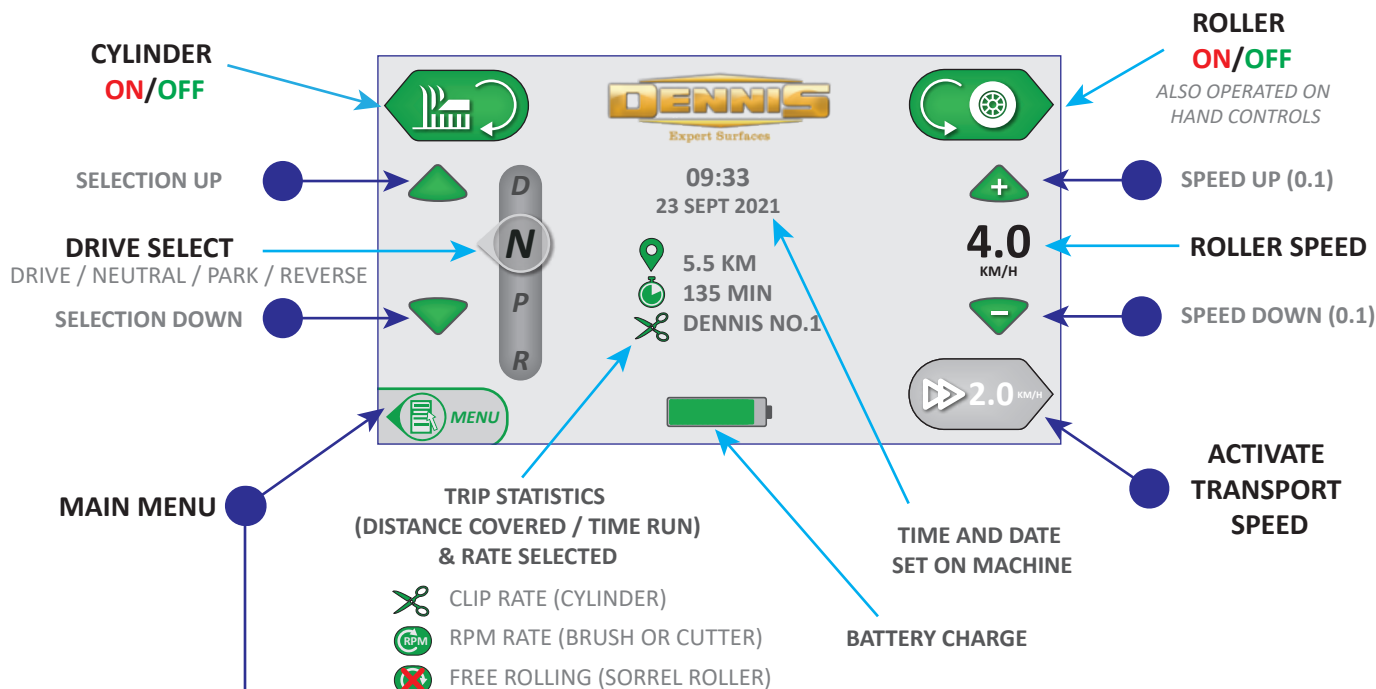 CYLINDER
ON/OFF
ROLLER
ON/OFF
ALSO OPERATED ON
HAND CONTROLS
DENNIS
Expert Surfaces
SELECTION UP
D
09:33
23 SEPT 2021
+
SPEED UP (0.1)
DRIVE SELECT
DRIVE / NEUTRAL / PARK / REVERSE
N
4.0
KM/H
ROLLER SPEED
5.5 KM
135 MIN
DENNIS NO.1
SELECTION DOWN
P
R
−
SPEED DOWN (0.1)
MENU
2.0 KM/H
MAIN MENU
ACTIVATE
TRANSPORT
SPEED
TRIP STATISTICS
(DISTANCE COVERED / TIME RUN)
& RATE SELECTED
TIME AND DATE
SET ON MACHINE
CLIP RATE (CYLINDER)
RPM
RPM RATE (BRUSH OR CUTTER)
FREE ROLLING (SORREL ROLLER)
BATTERY CHARGE